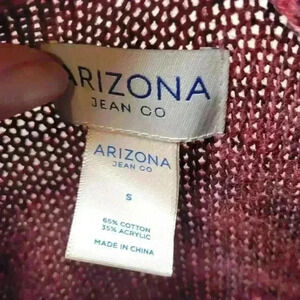 ARIZONA
JEAN CO
ARIZONA
JEAN CO
S
65% COTTON
35% ACRYLIC
MADE IN CHINA